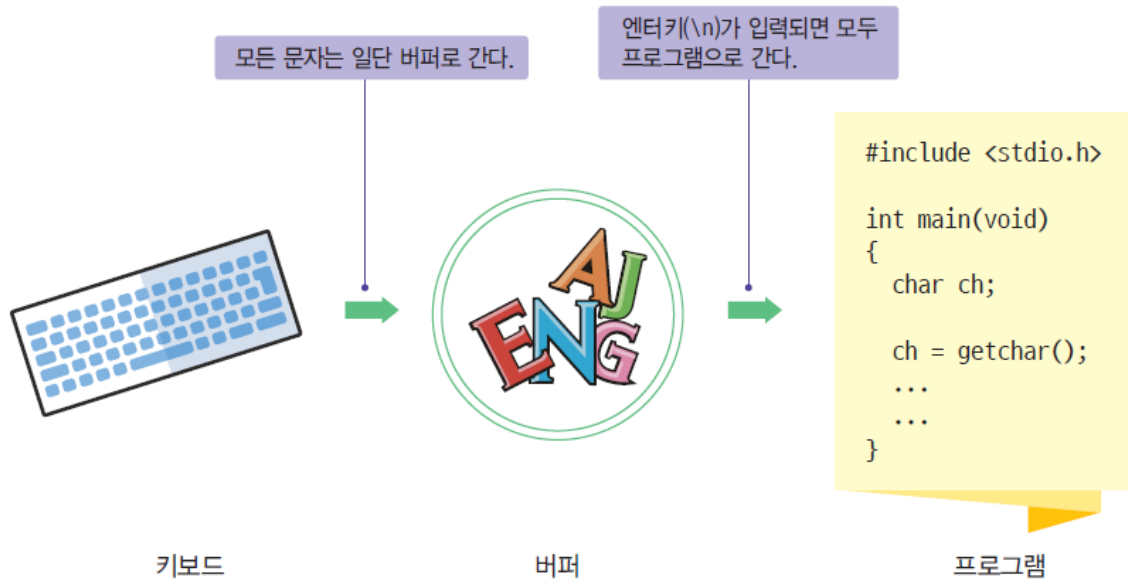 모든 문자는 일단 버퍼로 간다.
엔터키(\n)가 입력되면 모두
프로그램으로 간다.
#include <stdio.h>
int main(void)
{
char ch;
ch = getchar();
...
...
}
A J
E N G
키보드
버퍼
프로그램